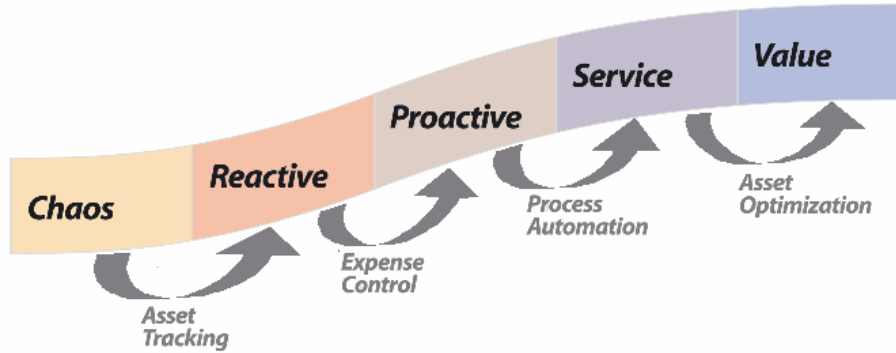 Chaos
Reactive
Proactive
Service
Value
Asset
Tracking
Expense
Control
Process
Automation
Asset
Optimization